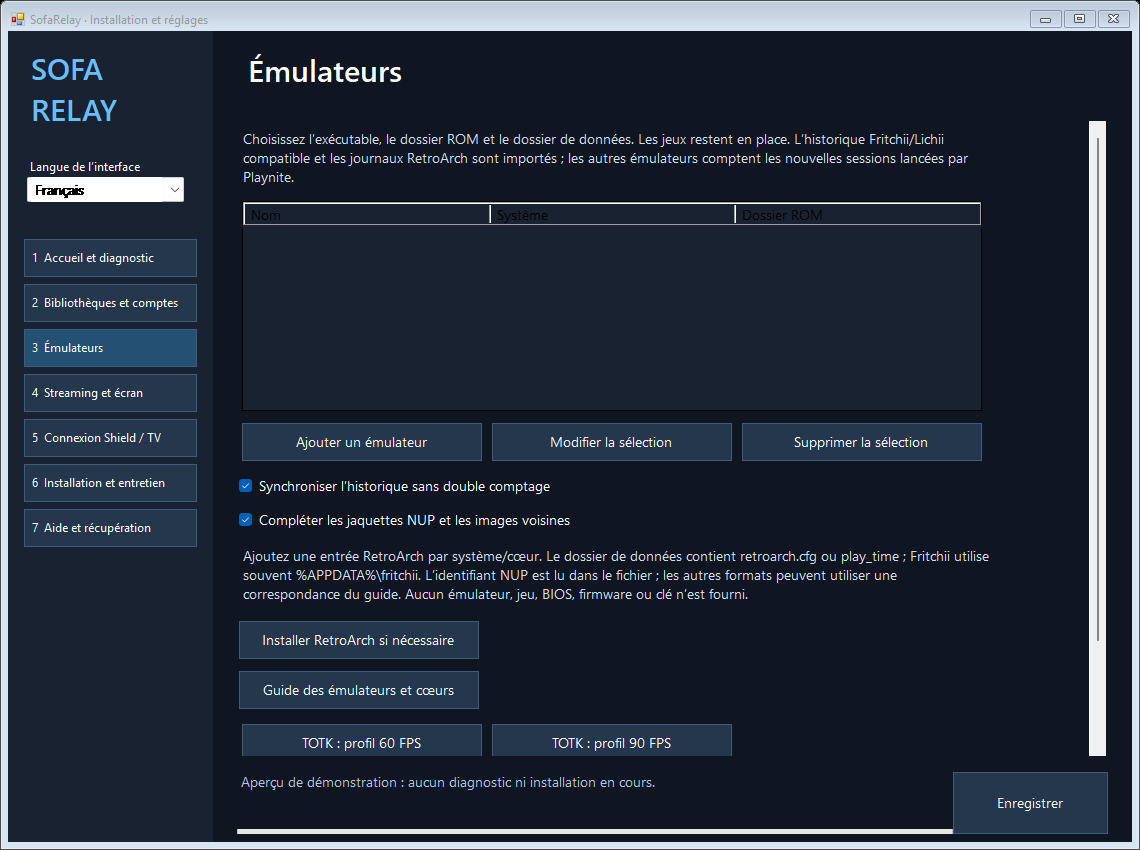 SofaRelay - Installation et réglages
SOFA
RELAY
Langue de l'interface
Français
1 Accueil et diagnostic
2 Bibliothèques et comptes
3 Émulateurs
4 Streaming et écran
5 Connexion Shield / TV
6 Installation et entretien
7 Aide et récupération
Émulateurs
Choisissez l'exécutable, le dossier ROM et le dossier de données. Les jeux restent en place. L'historique Fritchii/Lichii
compatible et les journaux RetroArch sont importés ; les autres émulateurs comptent les nouvelles sessions lancées par
Playnite.
Nom Système Dossier ROM
Ajouter un émulateur Modifier la sélection Supprimer la sélection
Synchroniser l'historique sans double comptage
Compléter les jaquettes NUP et les images voisines
Ajoutez une entrée RetroArch par système/cœur. Le dossier de données contient retroarch.cfg ou play_time ; Fritchii utilise
souvent %APPDATA%\fritchii. L'identifiant NUP est lu dans le fichier ; les autres formats peuvent utiliser une
correspondance du guide. Aucun émulateur, jeu, BIOS, firmware ou clé n'est fourni.
Installer RetroArch si nécessaire
Guide des émulateurs et cœurs
TOTK : profil 60 FPS TOTK : profil 90 FPS
Aperçu de démonstration : aucun diagnostic ni installation en cours.
Enregistrer